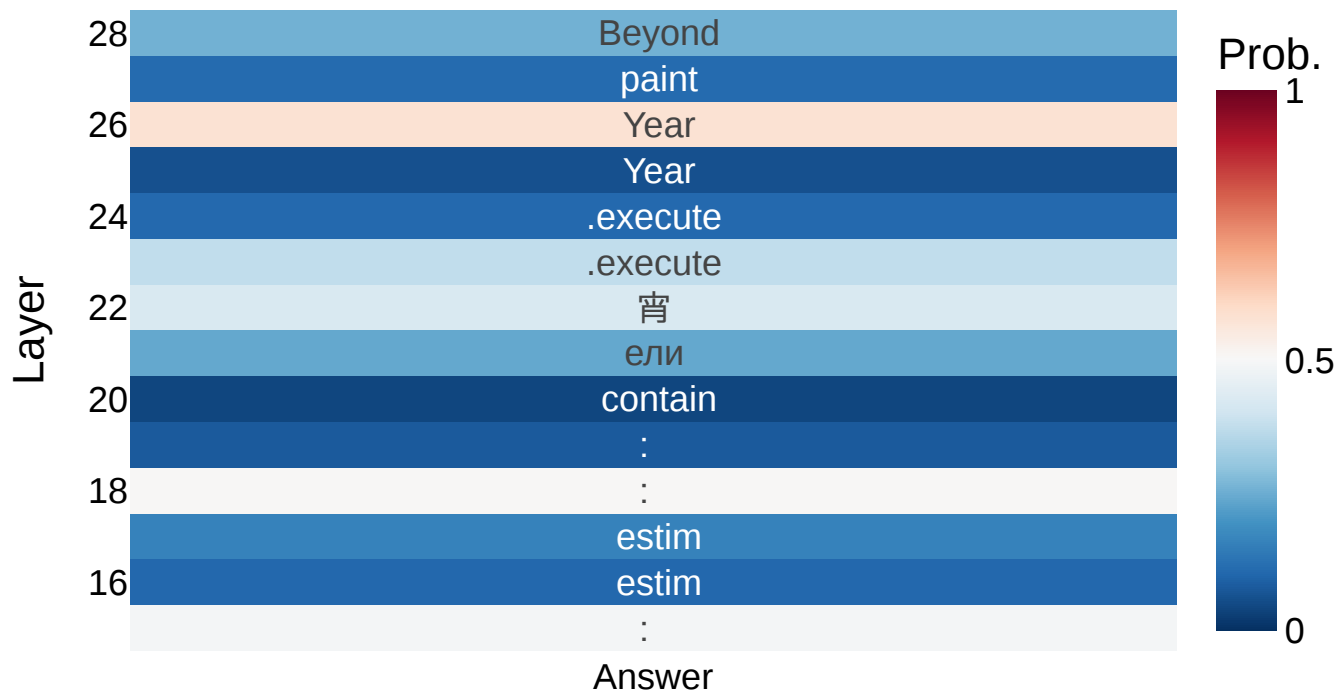 28 Beyond
paint
26 Year
Year
24 .execute
.execute
22 宵
ели
20 contain
:
18 :
estim
16 estim
:
Answer
Layer
Prob.
1
0.5
0